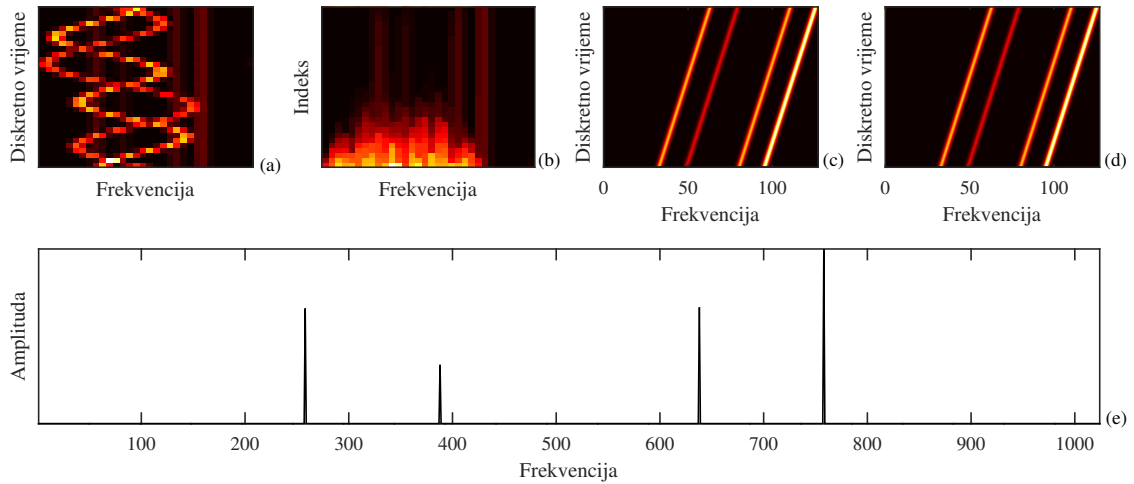 Diskretno vrijeme
Frekvencija
(a)
Indeks
Frekvencija
(b)
Diskretno vrijeme
0 50 100
Frekvencija
(c)
Diskretno vrijeme
0 50 100
Frekvencija
(d)
Amplituda
100 200 300 400 500 600 700 800 900 1000
Frekvencija
(e)